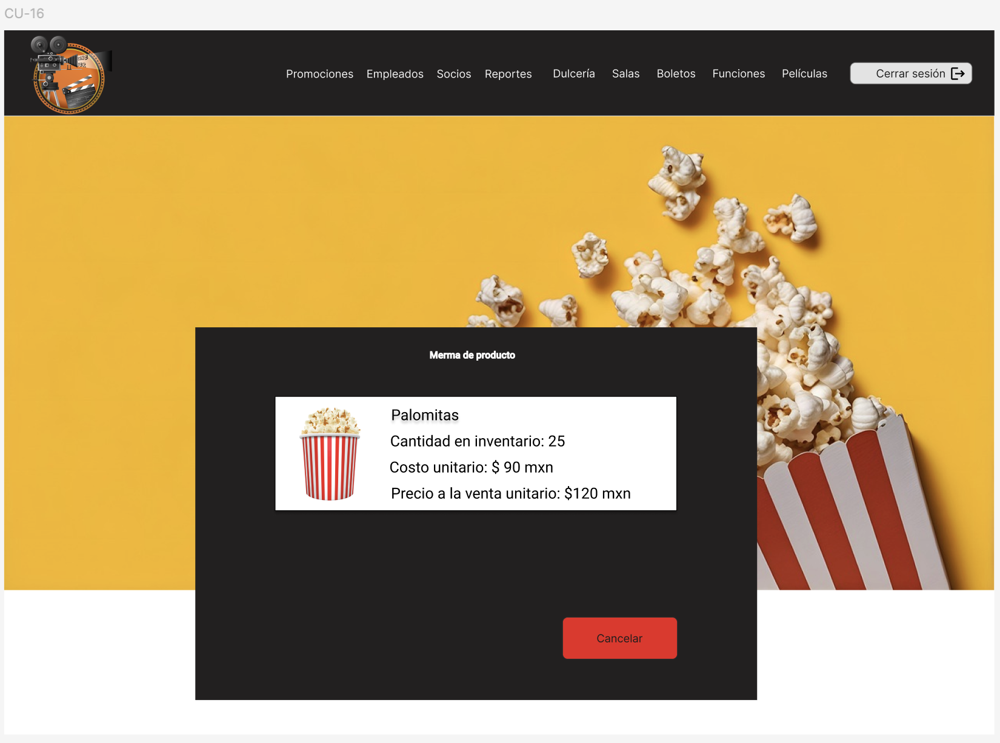 CU-16
Promociones Empleados Socios Reportes Dulcería Salas Boletos Funciones Películas Cerrar sesión
Merma de producto
Palomitas
Cantidad en inventario: 25
Costo unitario: $ 90 mxn
Precio a la venta unitario: $120 mxn
Cancelar